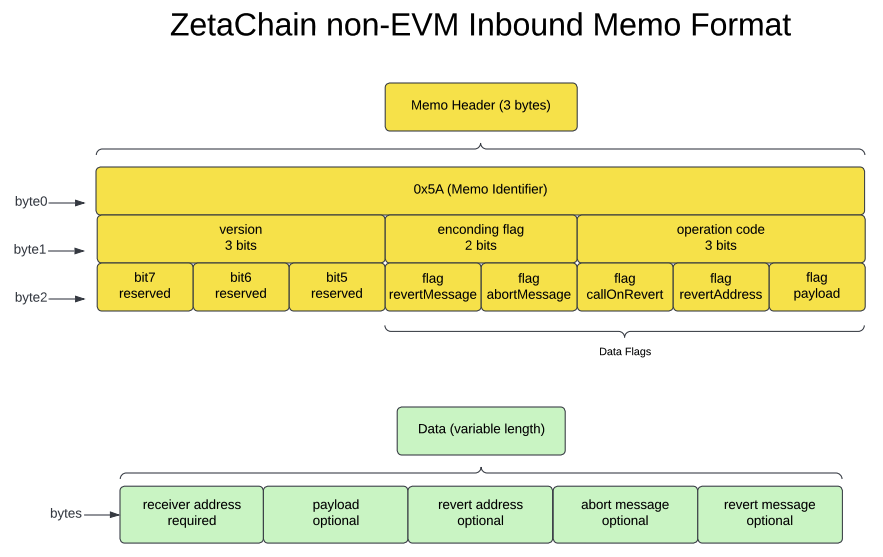 ZetaChain non-EVM Inbound Memo Format
Memo Header (3 bytes)
byte0
0x5A (Memo Identifier)
byte1
version
3 bits
enconding flag
2 bits
operation code
3 bits
byte2
bit7
reserved
bit6
reserved
bit5
reserved
flag
revertMessage
flag
abortMessage
flag
callOnRevert
flag
revertAddress
flag
payload
Data Flags
Data (variable length)
bytes
receiver address
required
payload
optional
revert address
optional
abort message
optional
revert message
optional